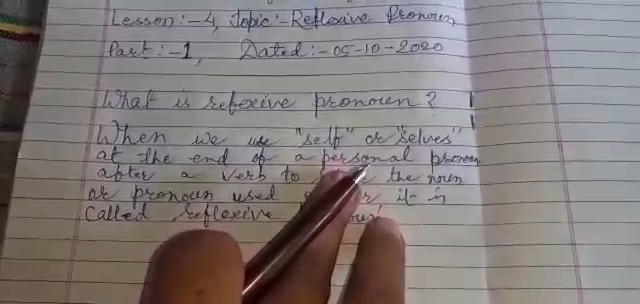 Lesson:-4, Topic:-Reflexive Pronoun
Part:-1, Dated:-05-10-2020
What is refexive pronoun?
When we use "self" or "selves"
at the end of a personal pronoun
after a verb to the noun
or pronoun used it is
called reflexive